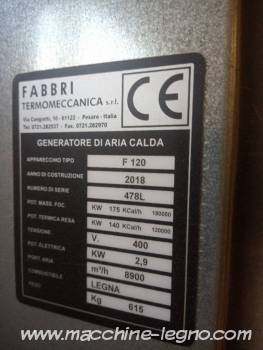 FABBRI
TERMOMECCANICA s.r.l.
Via Cangiotti, 10 - 61122 - Pesaro - Italia
Tel. 0721.282537 - Fax. 0721.282970
CE
GENERATORE DI ARIA CALDA
APPARECCHIO TIPO F 120
ANNO DI COSTRUZIONE 2018
NUMERO DI SERIE 478L
POT. MASS. FOC. KW 175 KCal/h 150000
POT. TERMICA RESA KW 140 KCal/h 120000
TENSIONE V. 400
POT. ELETTRICA KW 2,9
PORT. ARIA m³/h 8900
COMBUSTIBILE LEGNA
PESO Kg 615
www.macchine-legno.com